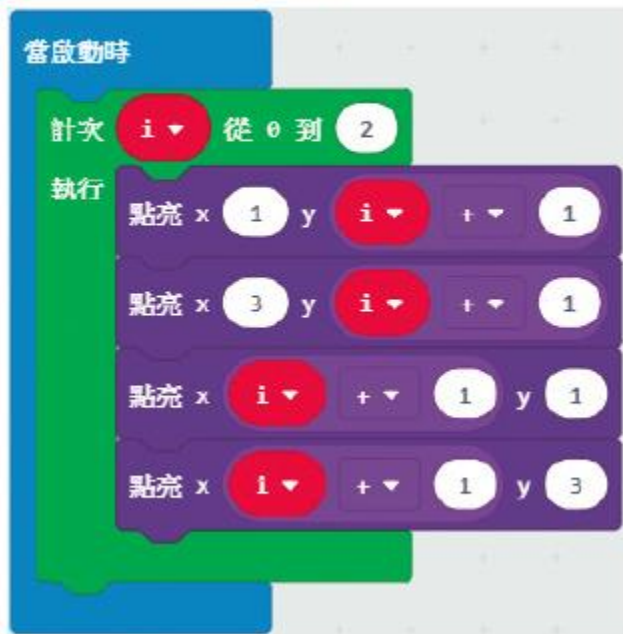 當啟動時
計次 i 從 0 到 2
執行
點亮 x 1 y i + 1
點亮 x 3 y i + 1
點亮 x i + 1 y 1
點亮 x i + 1 y 3